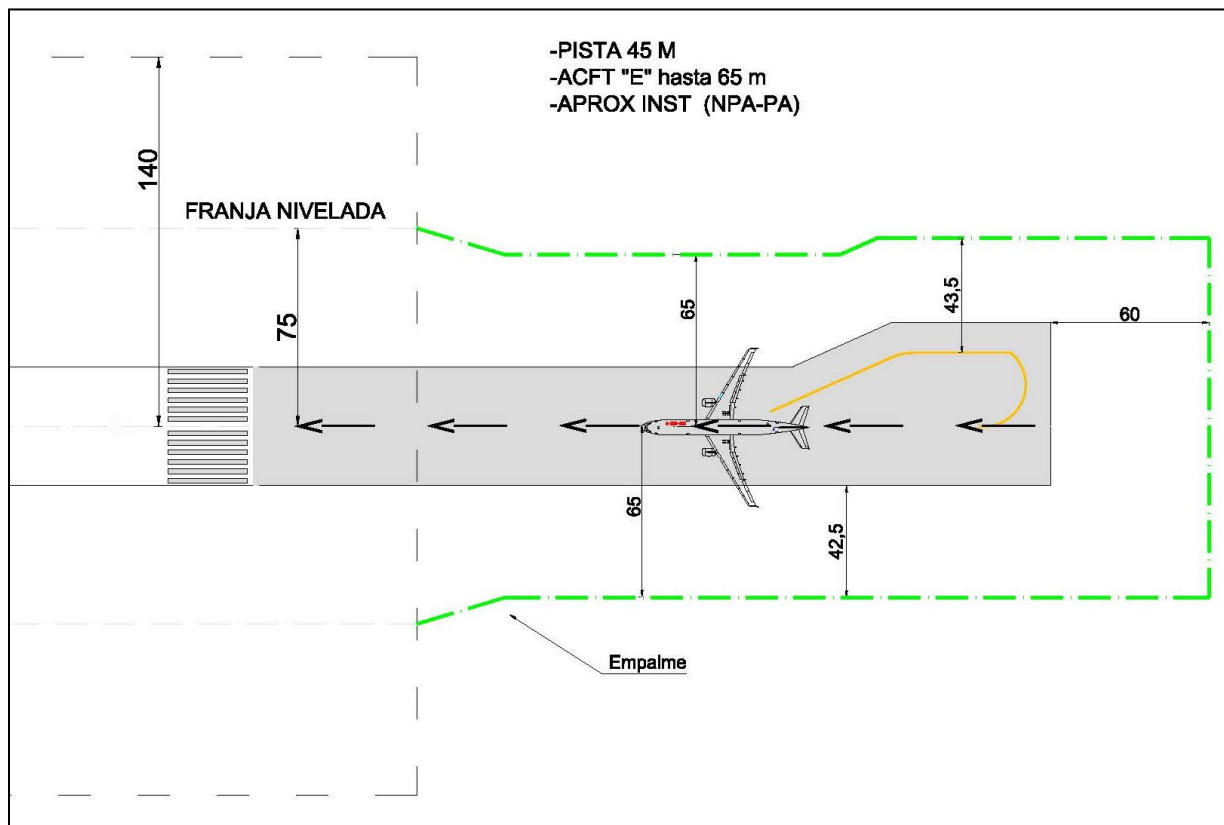 -PISTA 45 M
-ACFT "E" hasta 65 m
-APROX INST (NPA-PA)
140
FRANJA NIVELADA
75
65
43,5
60
65
42,5
Empalme